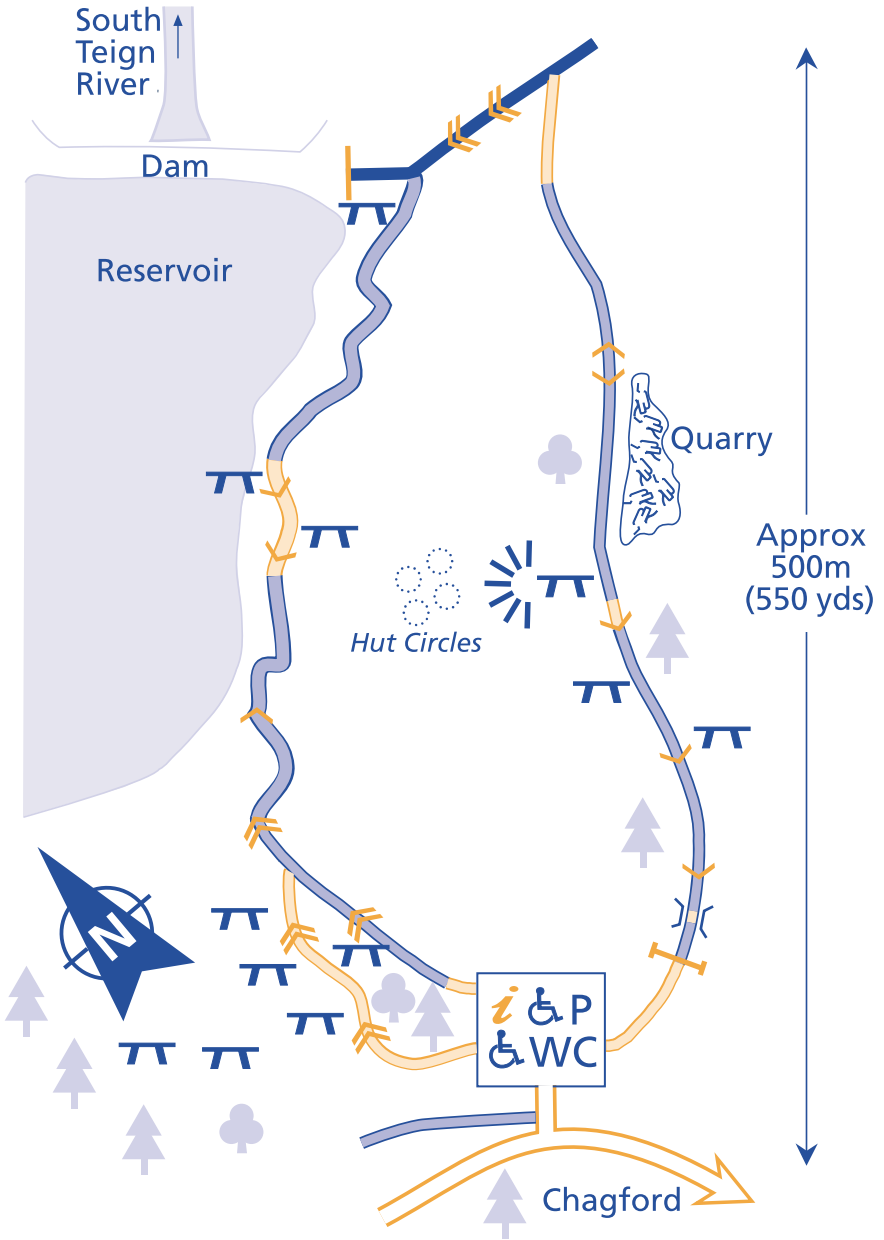 South
Teign
River
Dam
Reservoir
Quarry
Approx
500m
(550 yds)
Hut Circles
N
i P
WC
Chagford